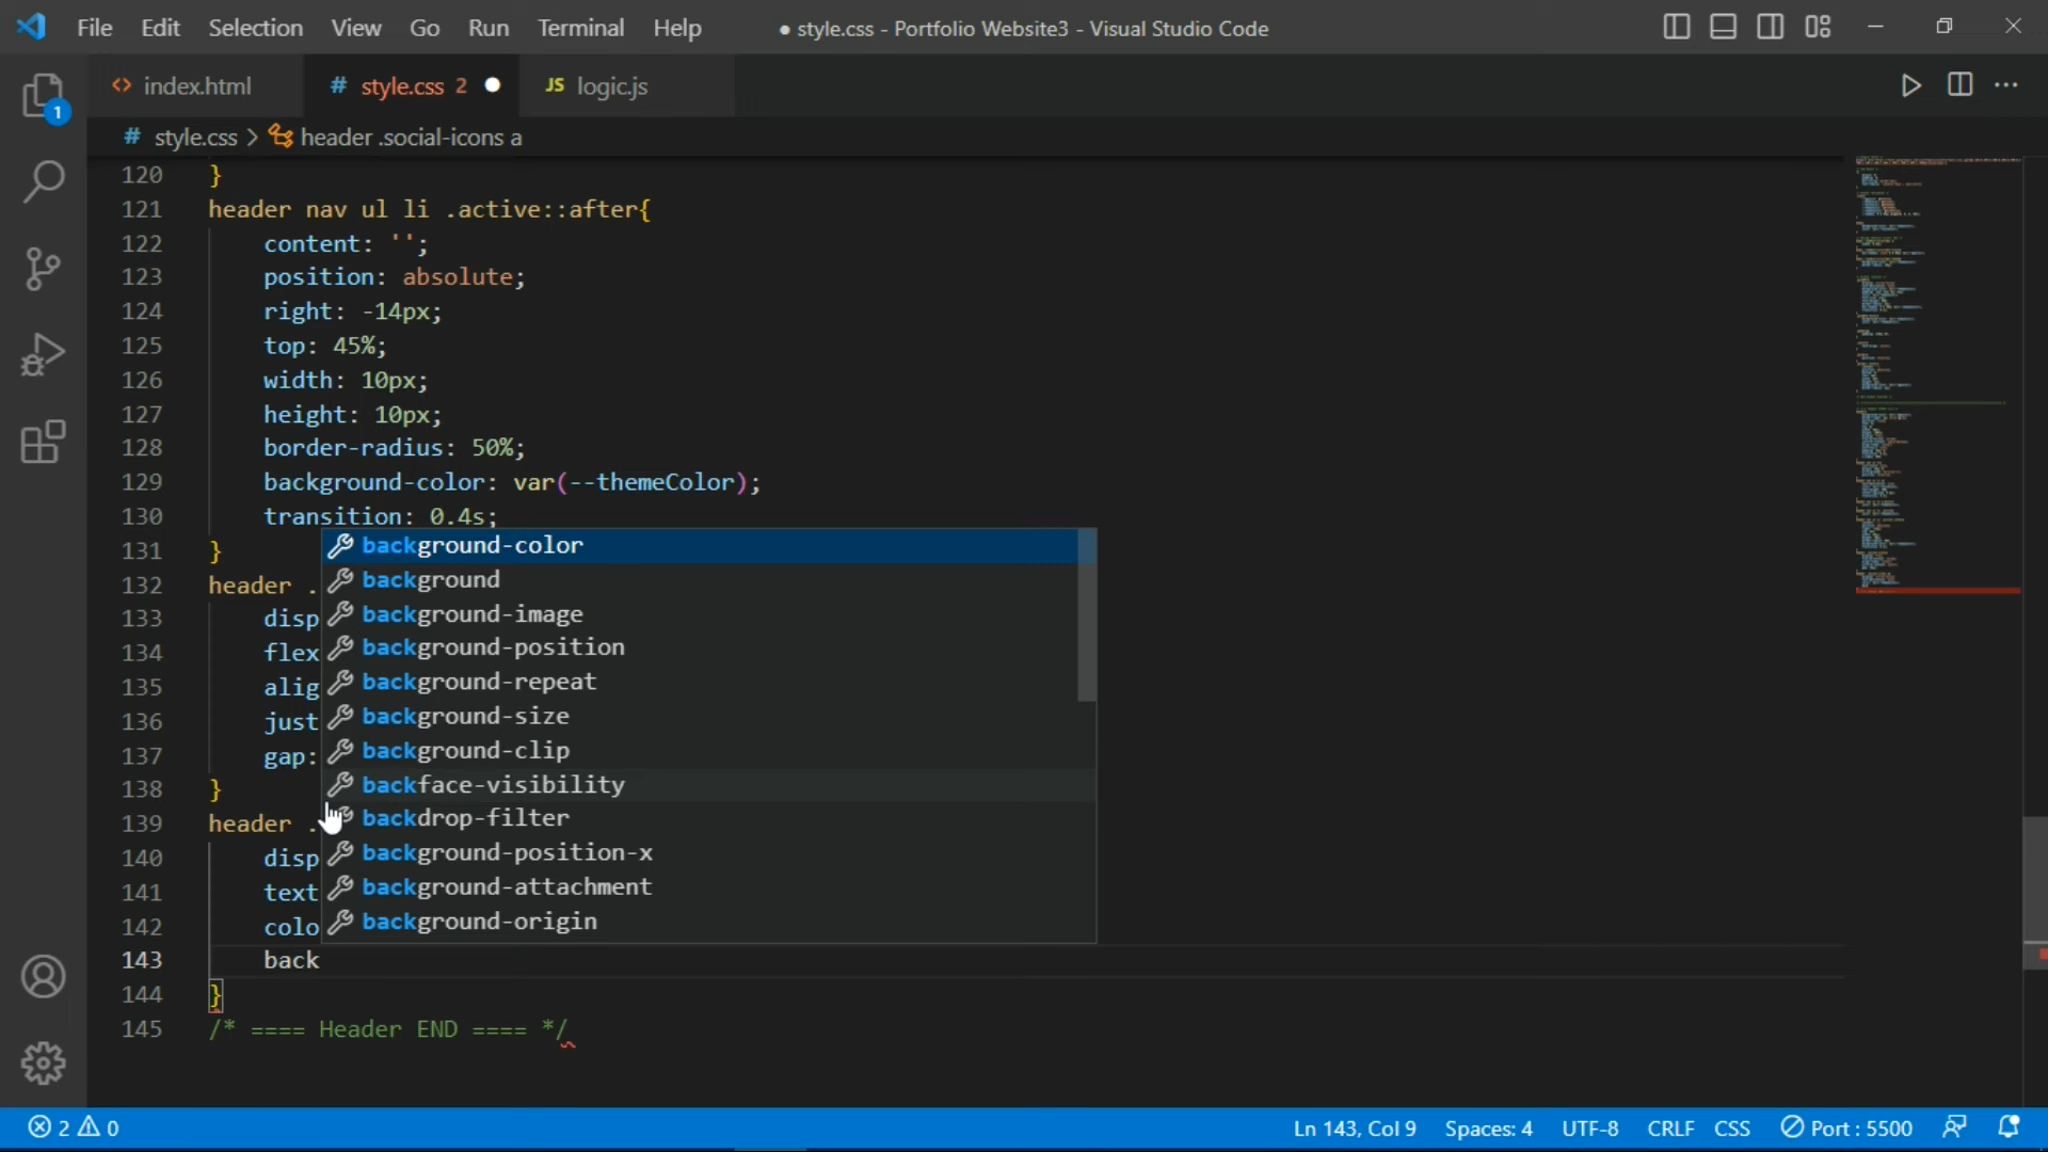 File Edit Selection View Go Run Terminal Help ● style.css - Portfolio Website3 - Visual Studio Code
<> index.html # style.css 2 ● JS logic.js
# style.css > header .social-icons a
1
120 }
121 header nav ul li .active::after{
122 content: '';
123 position: absolute;
124 right: -14px;
125 top: 45%;
126 width: 10px;
127 height: 10px;
128 border-radius: 50%;
129 background-color: var(--themeColor);
130 transition: 0.4s;
background-color
131 }
background
132 header .
background-image
133 disp
background-position
134 flex
background-repeat
135 alig
background-size
136 just
background-clip
137 gap:
backface-visibility
138 }
backdrop-filter
139 header .
background-position-x
140 disp
background-attachment
141 text
background-origin
142 colo
143 back
144 }
145 /* ==== Header END ==== */
2 0 Ln 143, Col 9 Spaces: 4 UTF-8 CRLF CSS Port : 5500